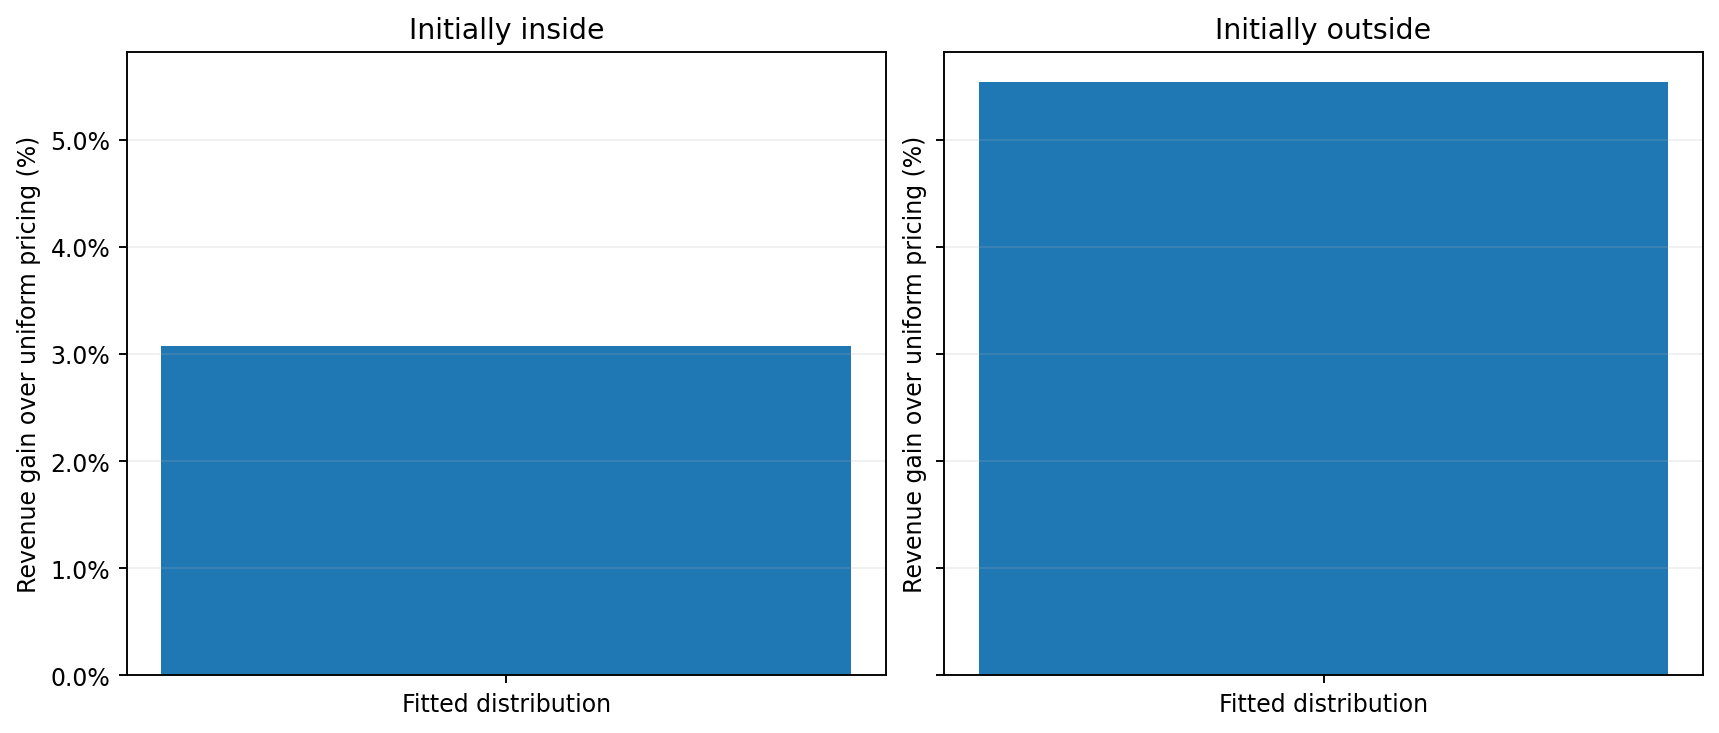 Initially inside
Revenue gain over uniform pricing (%)
5.0%
4.0%
3.0%
2.0%
1.0%
0.0%
Fitted distribution
Initially outside
Revenue gain over uniform pricing (%)
Fitted distribution